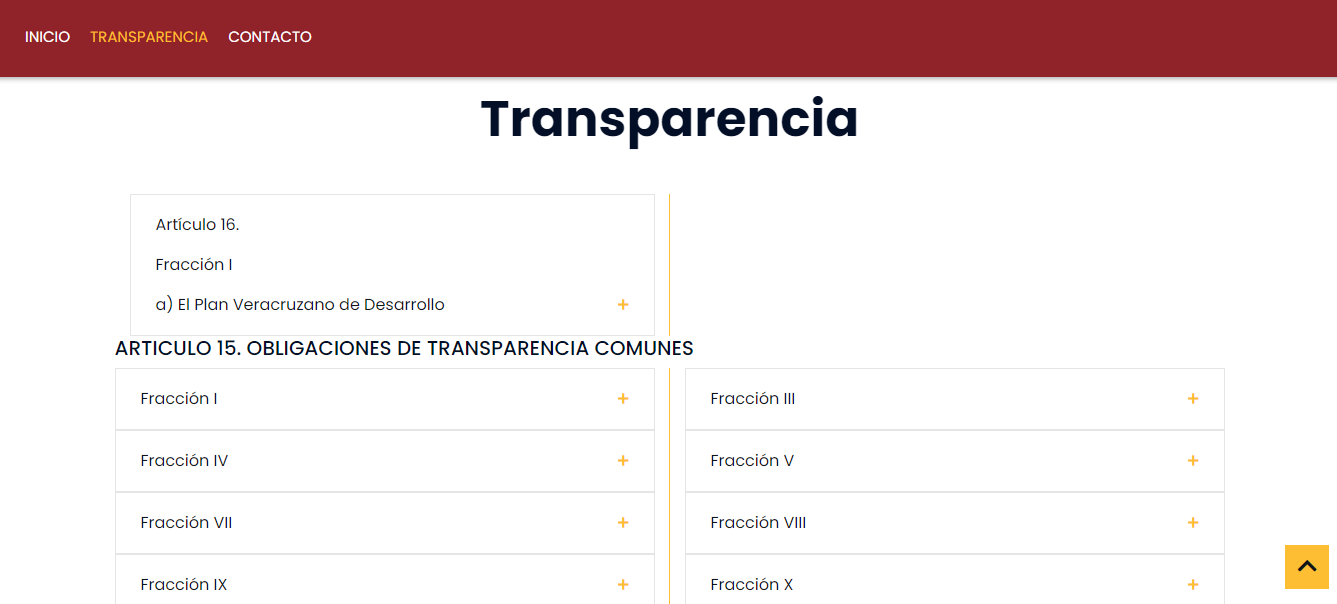 INICIO TRANSPARENCIA CONTACTO
Transparencia
Artículo 16.
Fracción I
a) El Plan Veracruzano de Desarrollo +
ARTICULO 15. OBLIGACIONES DE TRANSPARENCIA COMUNES
Fracción I +
Fracción III +
Fracción IV +
Fracción V +
Fracción VII +
Fracción VIII +
Fracción IX +
Fracción X +